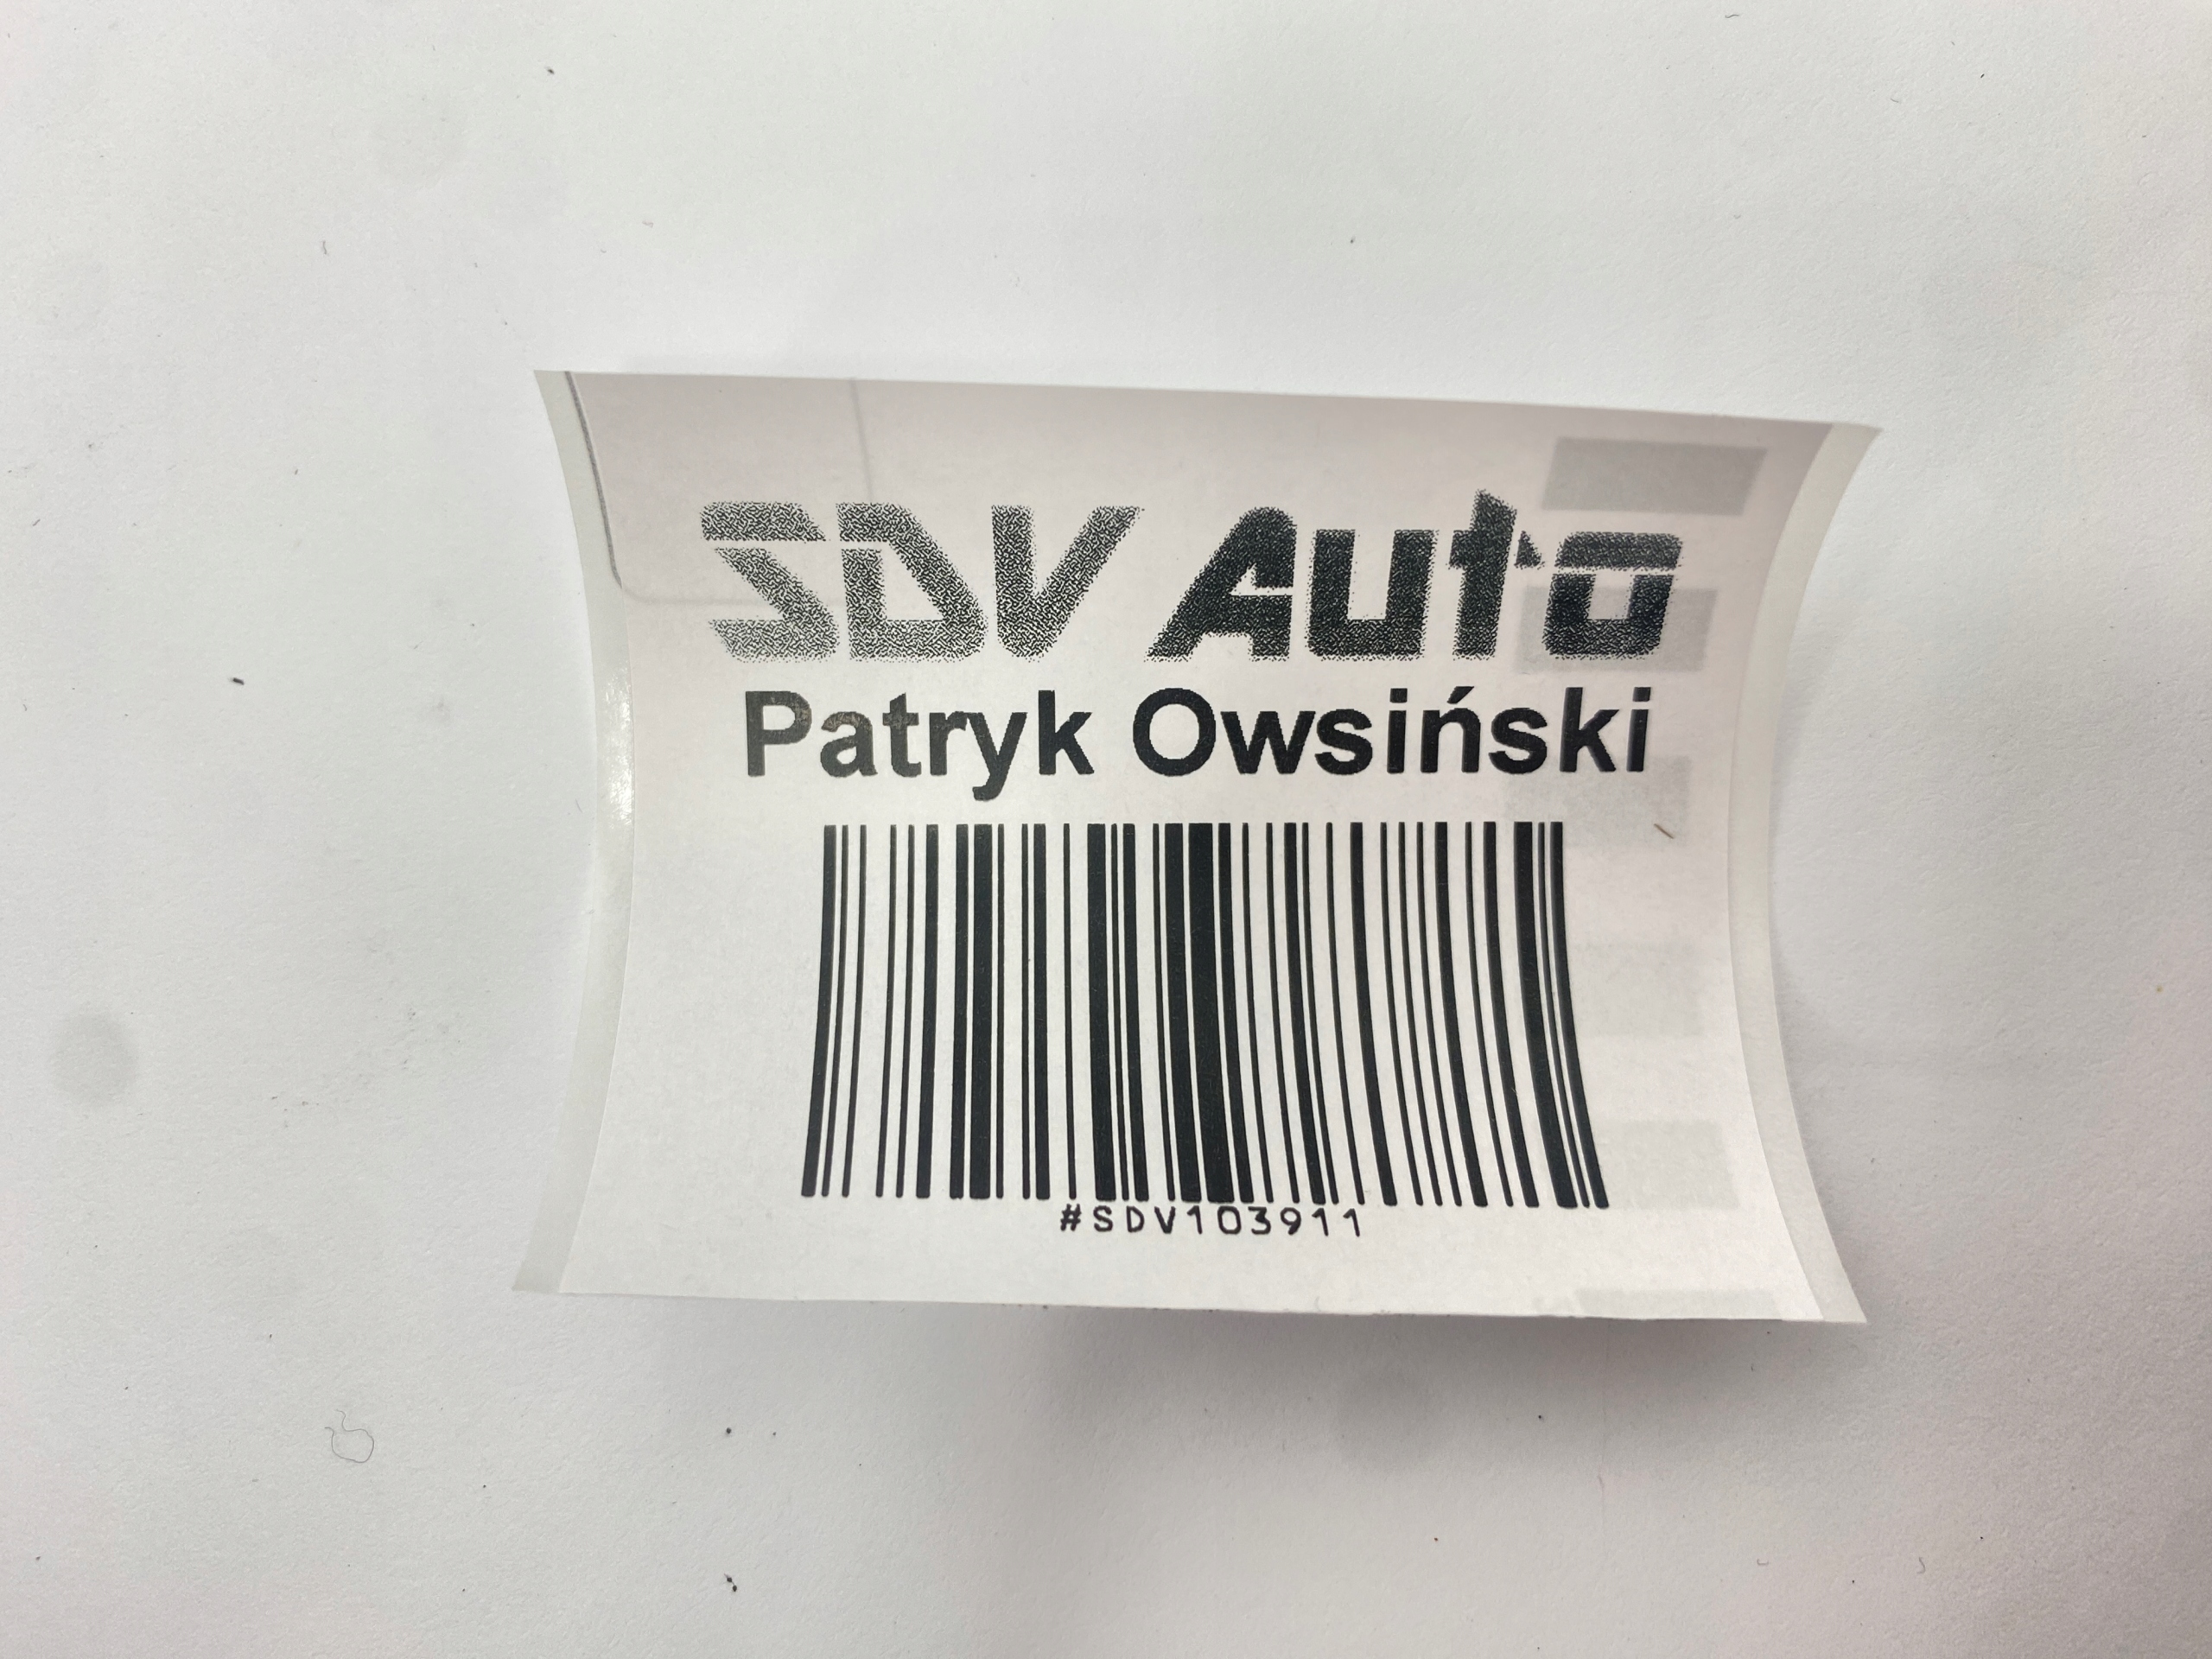 SDV Auto
Patryk Owsiński
#SDV103911